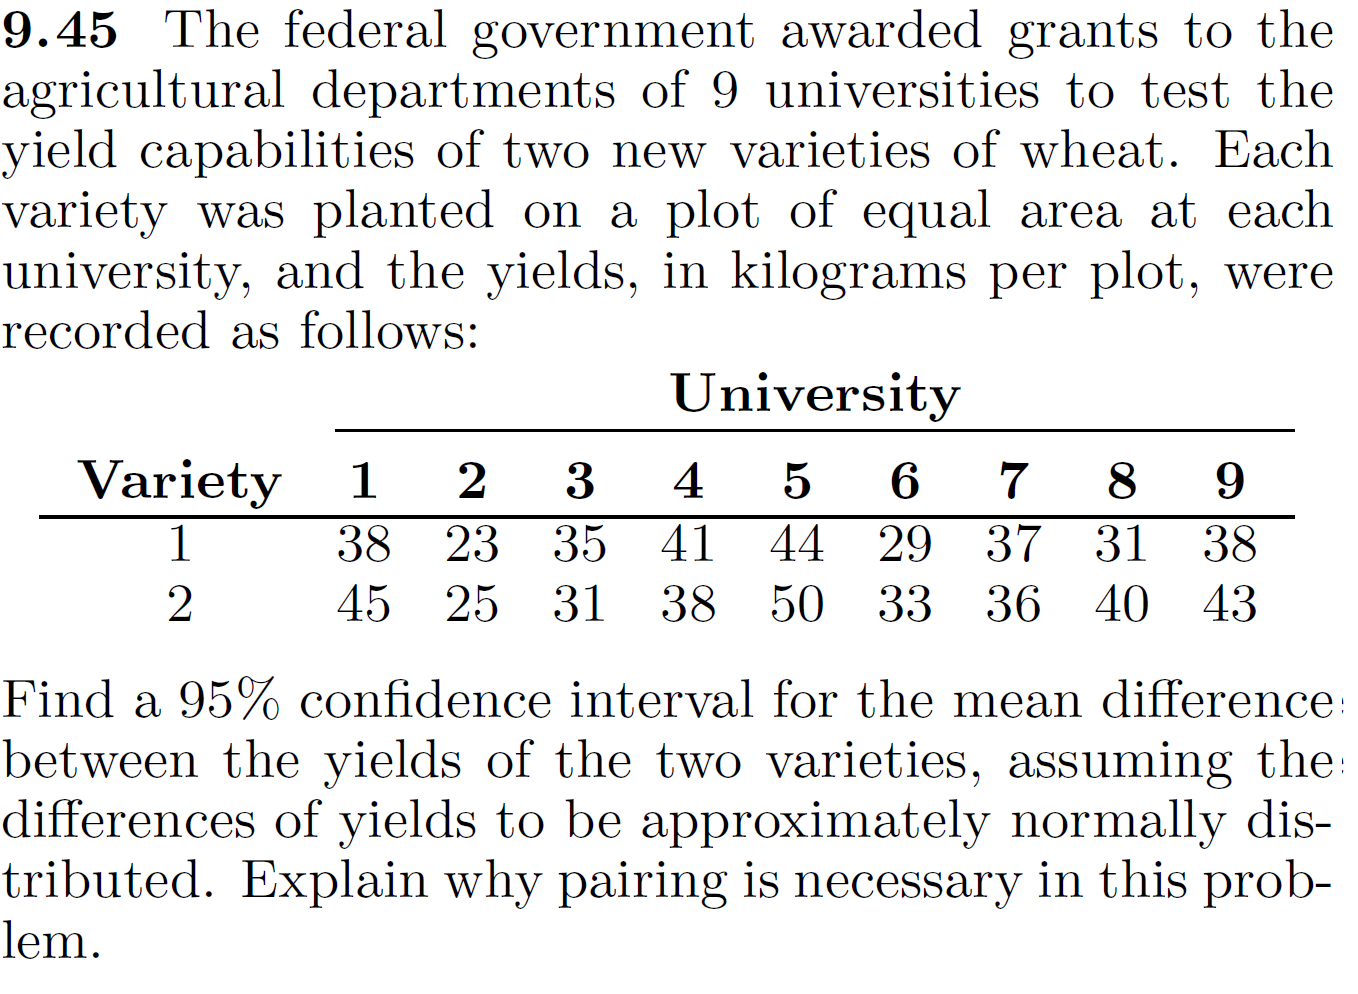 9.45 The federal government awarded grants to the
agricultural departments of 9 universities to test the
yield capabilities of two new varieties of wheat. Each
variety was planted on a plot of equal area at each
university, and the yields, in kilograms per plot, were
recorded as follows:
University
Variety 1 2 3 4 5 6 7 8 9
1 38 23 35 41 44 29 37 31 38
2 45 25 31 38 50 33 36 40 43
Find a 95% confidence interval for the mean difference
between the yields of the two varieties, assuming the
differences of yields to be approximately normally dis-
tributed. Explain why pairing is necessary in this prob-
lem.